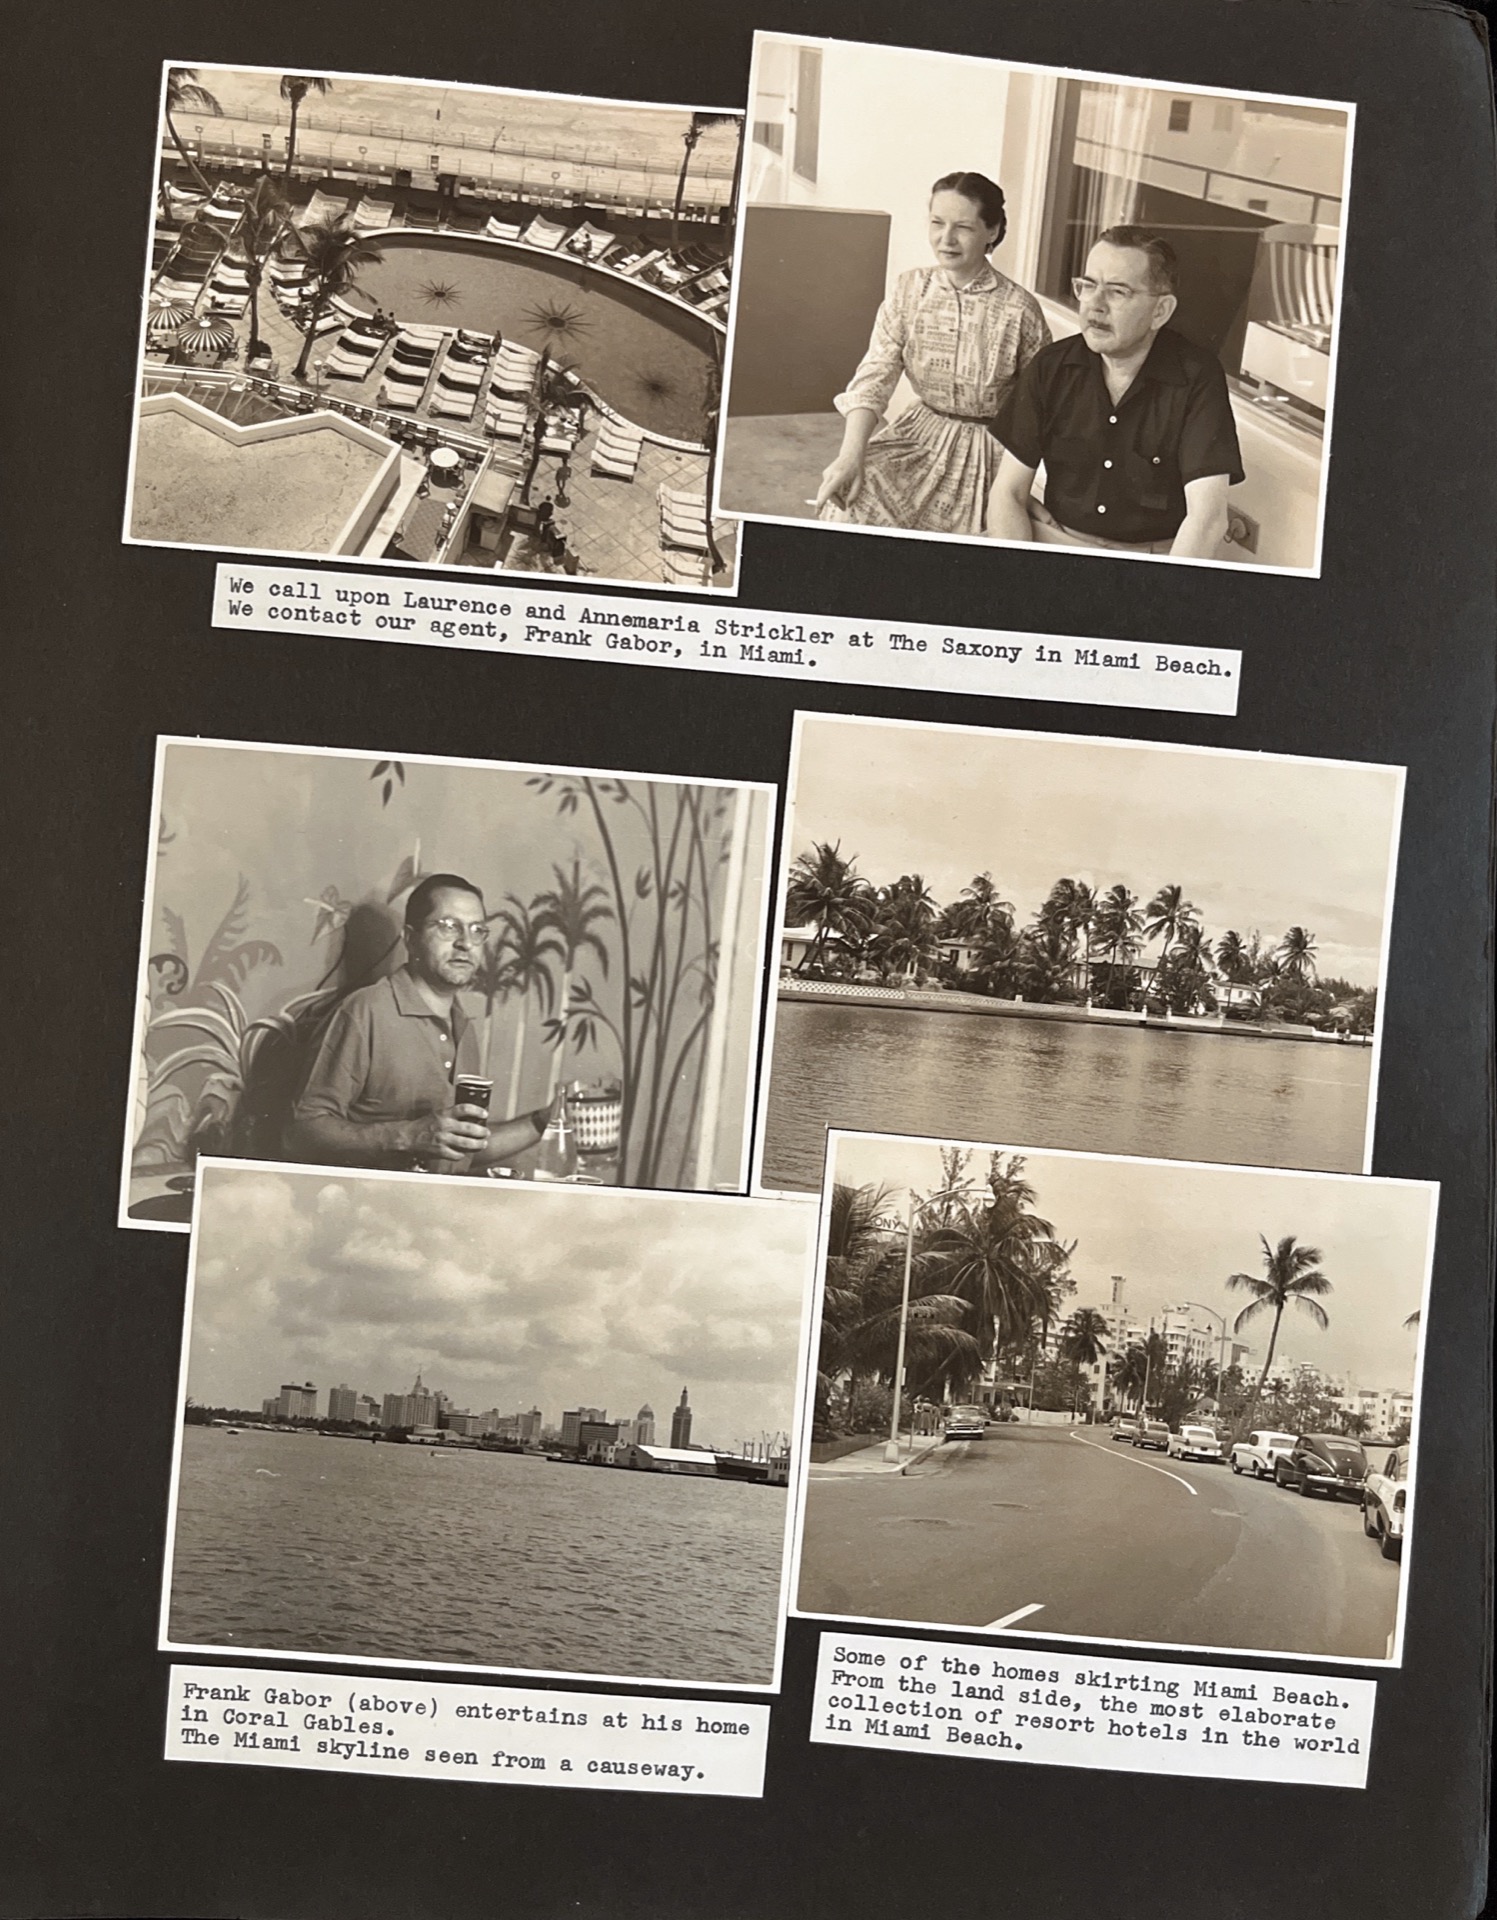 We call upon Laurence and Annemaria Strickler at The Saxony in Miami Beach.
We contact our agent, Frank Gabor, in Miami.
ONY
Frank Gabor (above) entertains at his home
in Coral Gables.
The Miami skyline seen from a causeway.
Some of the homes skirting Miami Beach.
From the land side, the most elaborate
collection of resort hotels in the world
in Miami Beach.